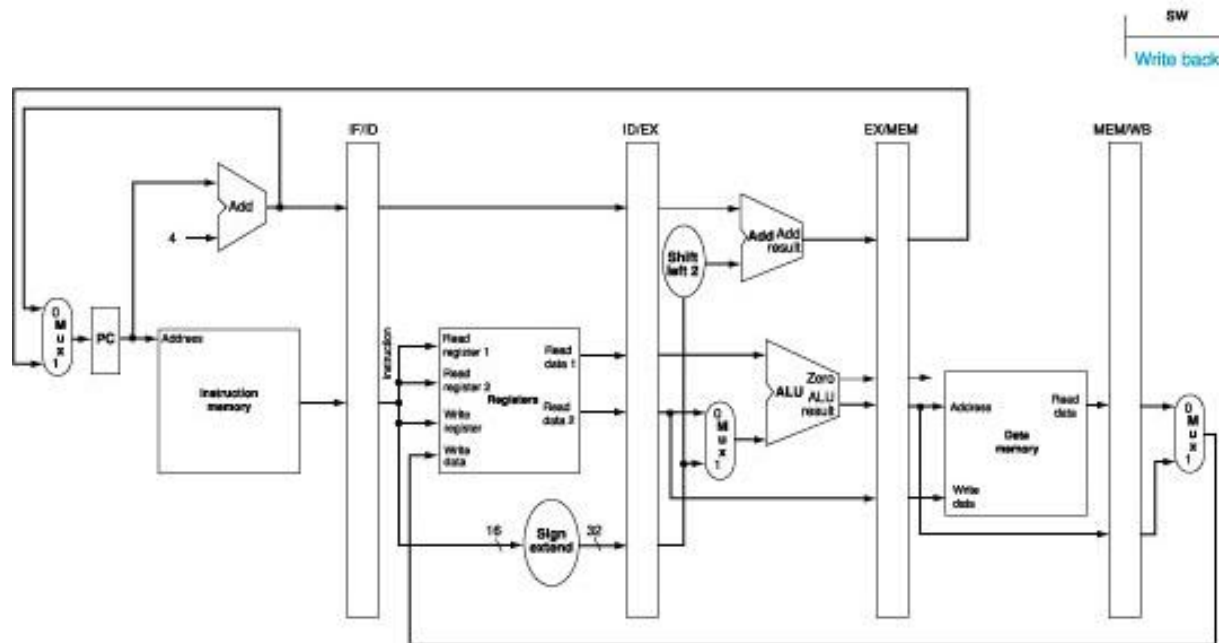 SW
Write back
IF/ID
ID/EX
EX/MEM
MEM/WB
Add
4
Add
Add
result
Shift
left 2
0
M
u
x
1
PC
Address
Instruction
memory
Instruction
Read
register 1
Read
register 2
Write
register
Write
data
Registers
Read
data 1
Read
data 2
0
M
u
x
1
ALU
Zero
ALU
result
Address
Read
data
Data
memory
Write
data
0
M
u
x
1
16
Sign
extend
32